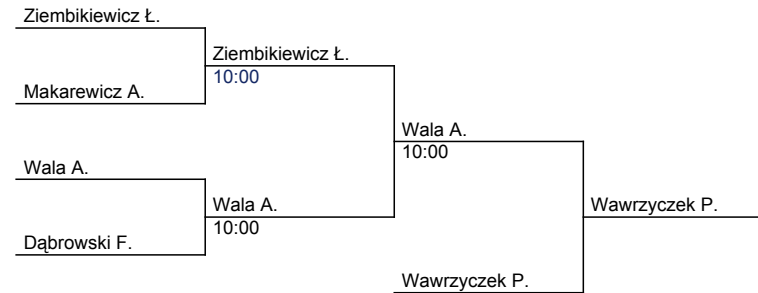 Ziembikiewicz Ł.
Ziembikiewicz Ł.
10:00
Makarewicz A.
Wala A.
10:00
Wala A.
Wala A.
10:00
Wawrzyczek P.
Dąbrowski F.
Wawrzyczek P.